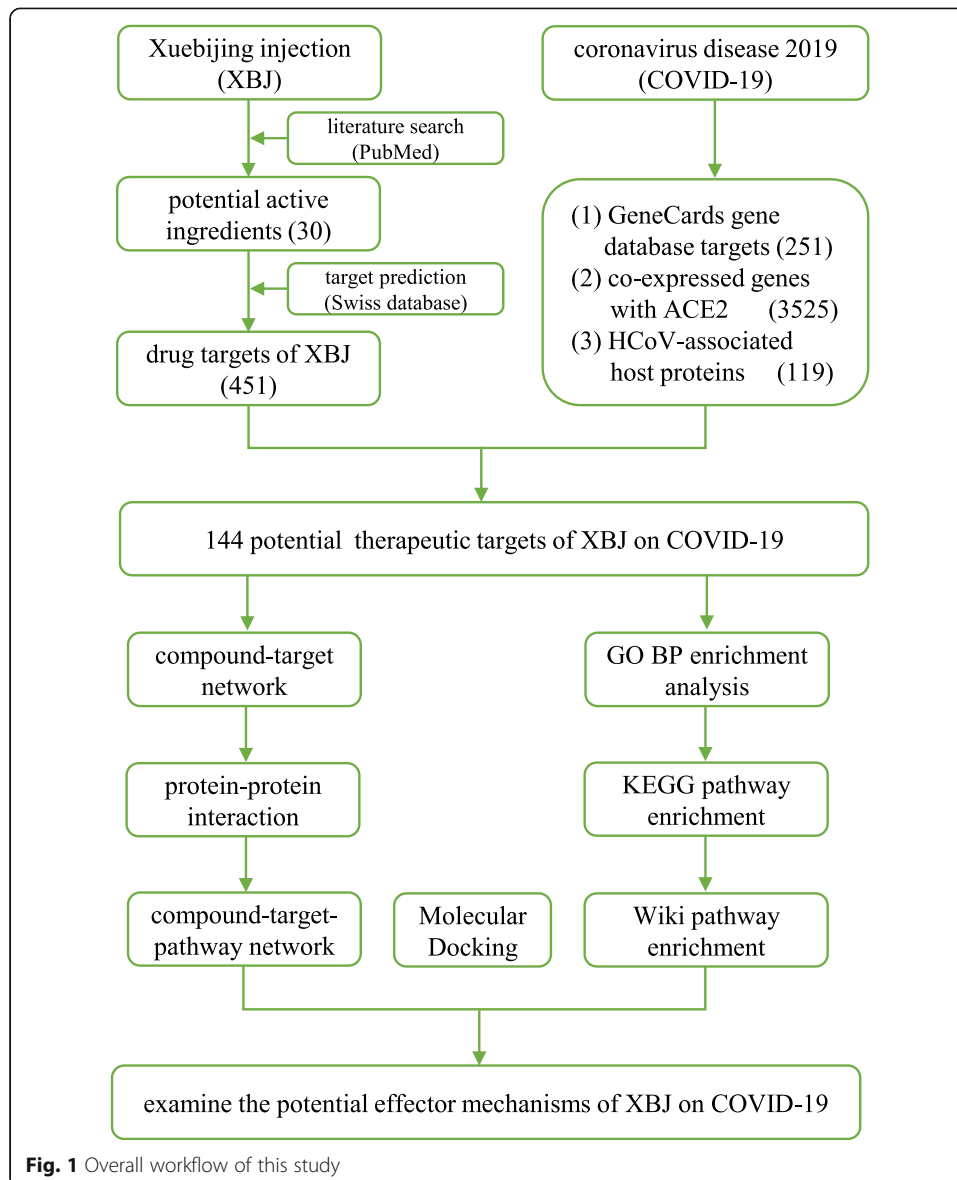 Xuebijing injection
(XBJ)
coronavirus disease 2019
(COVID-19)
literature search
(PubMed)
potential active
ingredients (30)
target prediction
(Swiss database)
drug targets of XBJ
(451)
(1) GeneCards gene
database targets (251)
(2) co-expressed genes
with ACE2 (3525)
(3) HCoV-associated
host proteins (119)
144 potential therapeutic targets of XBJ on COVID-19
compound-target
network
GO BP enrichment
analysis
protein-protein
interaction
KEGG pathway
enrichment
compound-target-
pathway network
Molecular
Docking
Wiki pathway
enrichment
examine the potential effector mechanisms of XBJ on COVID-19
Fig. 1 Overall workflow of this study